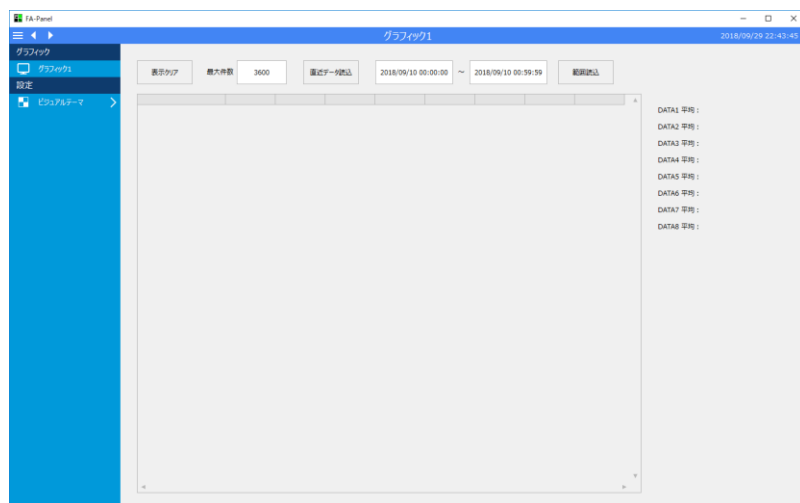 FA-Panel
グラフィック1
2018/09/29 22:43:45
グラフィック
グラフィック1
設定
ビジュアルテーマ
表示クリア 最大件数 3600 直近データ読込 2018/09/10 00:00:00 ～ 2018/09/10 00:59:59 範囲読込
DATA1 平均：
DATA2 平均：
DATA3 平均：
DATA4 平均：
DATA5 平均：
DATA6 平均：
DATA7 平均：
DATA8 平均：